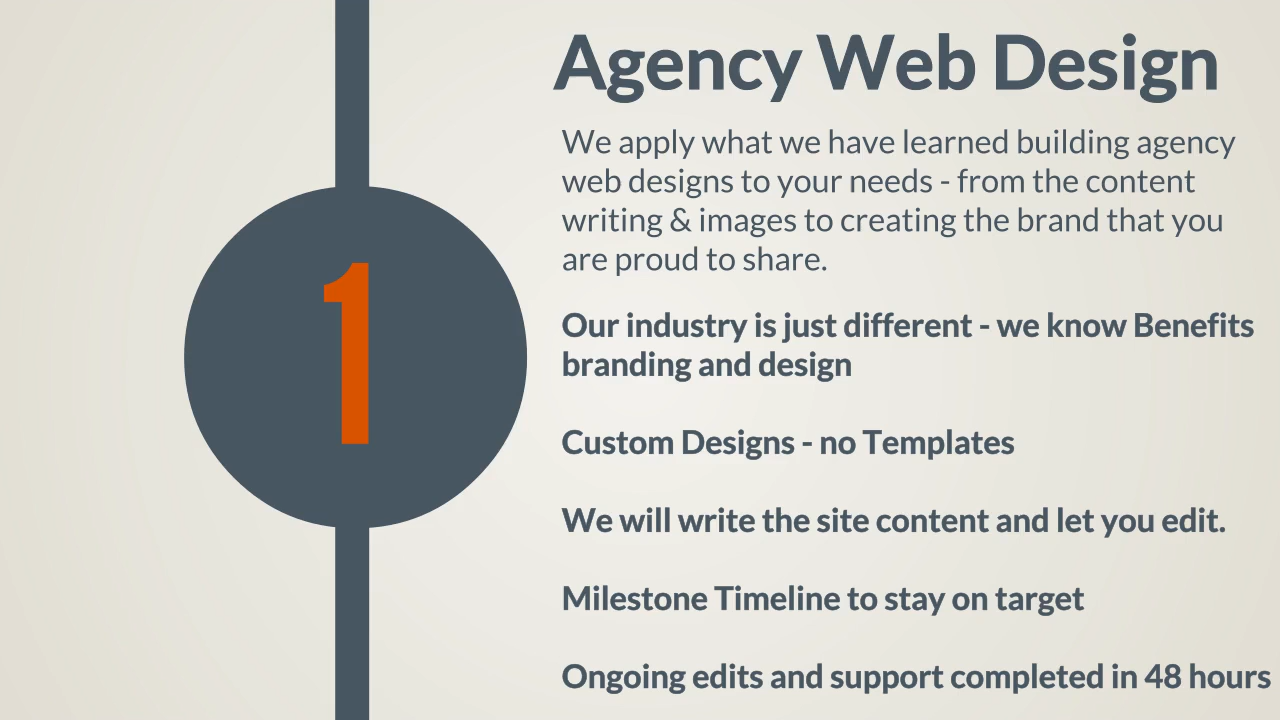 Agency Web Design
We apply what we have learned building agency
web designs to your needs - from the content
writing & images to creating the brand that you
are proud to share.
1
Our industry is just different - we know Benefits
branding and design
Custom Designs - no Templates
We will write the site content and let you edit.
Milestone Timeline to stay on target
Ongoing edits and support completed in 48 hours